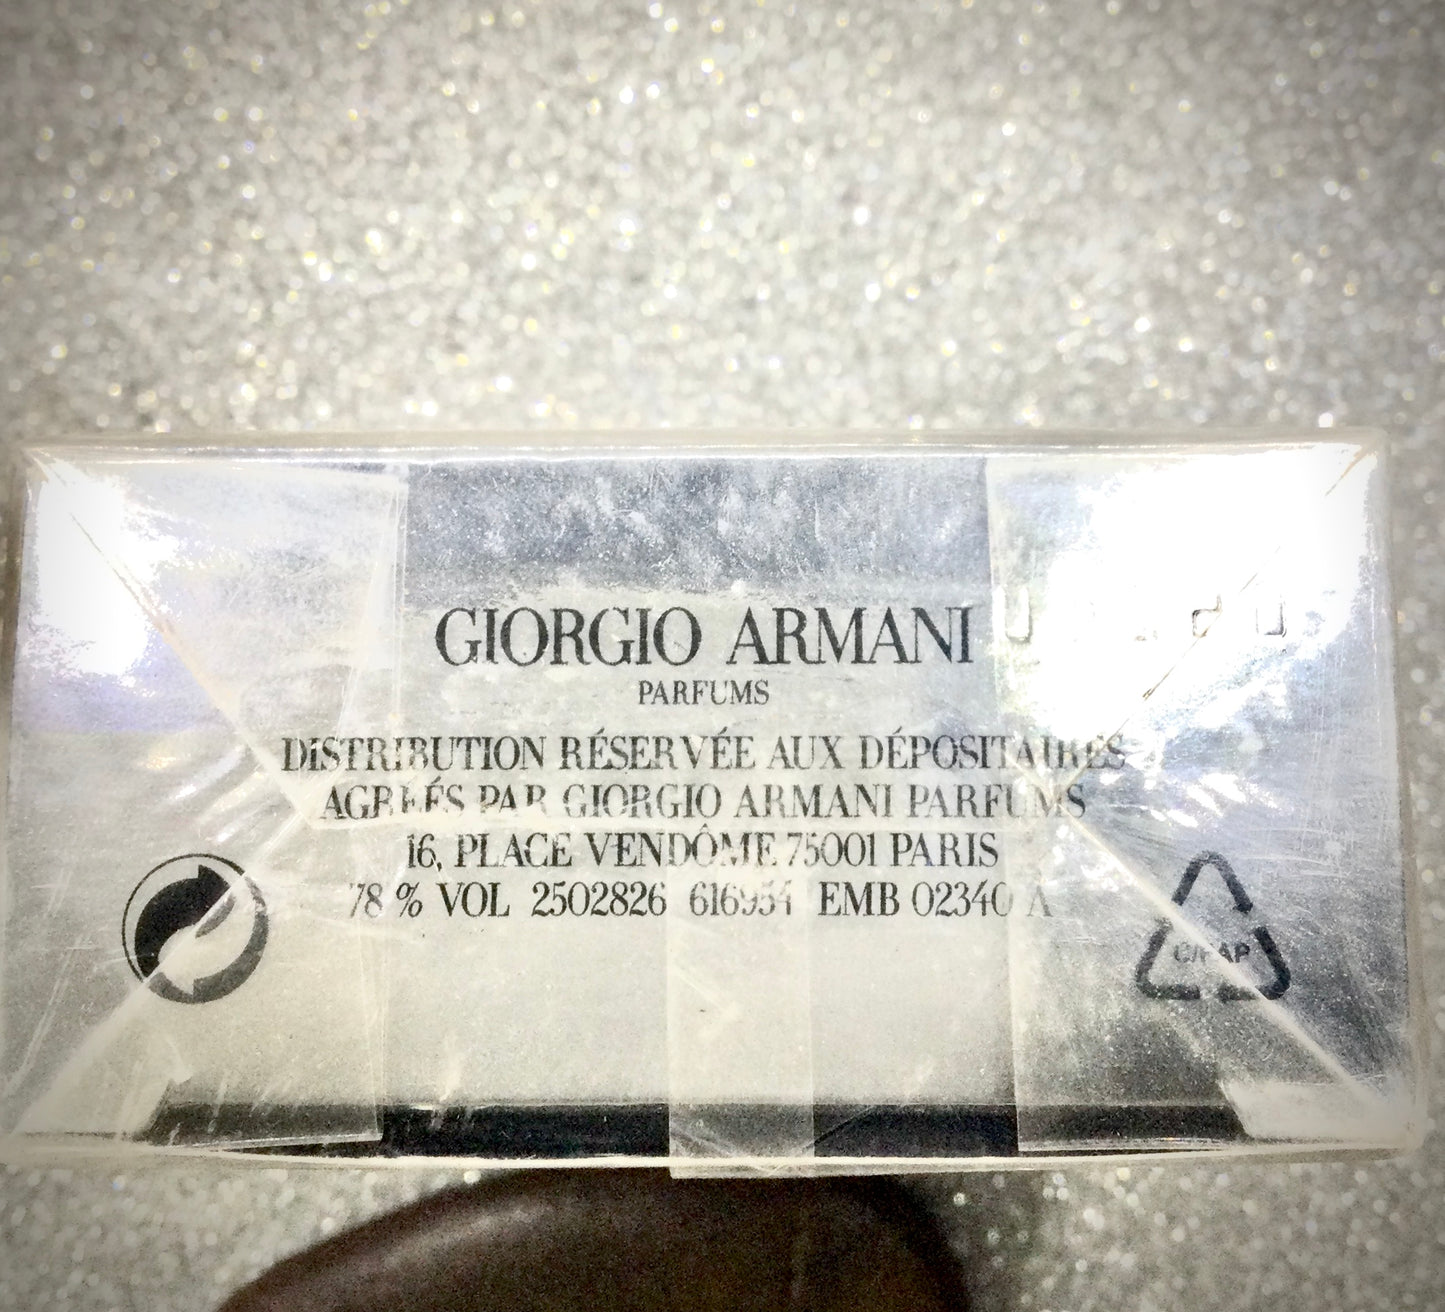 GIORGIO ARMANI
PARFUMS
DISTRIBUTION RÉSERVÉE AUX DÉPOSITAIRES
AGRÉÉS PAR GIORGIO ARMANI PARFUMS
16, PLACE VENDÔME 75001 PARIS
78 % VOL 2502826 616954 EMB 02340 A
C/PAP